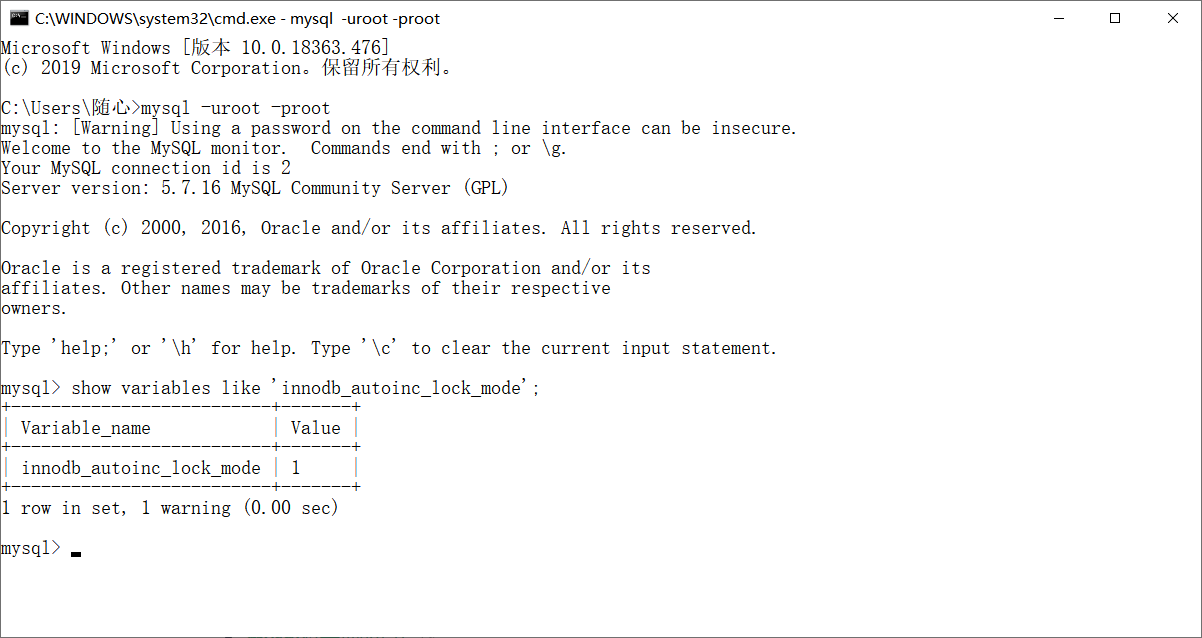 C:\WINDOWS\system32\cmd.exe - mysql  -uroot -proot
Microsoft Windows [版本 10.0.18363.476]
(c) 2019 Microsoft Corporation。保留所有权利。
C:\Users\随心>mysql -uroot -proot
mysql: [Warning] Using a password on the command line interface can be insecure.
Welcome to the MySQL monitor.  Commands end with ; or \g.
Your MySQL connection id is 2
Server version: 5.7.16 MySQL Community Server (GPL)
Copyright (c) 2000, 2016, Oracle and/or its affiliates. All rights reserved.
Oracle is a registered trademark of Oracle Corporation and/or its
affiliates. Other names may be trademarks of their respective
owners.
Type 'help;' or '\h' for help. Type '\c' to clear the current input statement.
mysql> show variables like 'innodb_autoinc_lock_mode';
+--------------------------+-------+
| Variable_name            | Value |
+--------------------------+-------+
| innodb_autoinc_lock_mode | 1     |
+--------------------------+-------+
1 row in set, 1 warning (0.00 sec)
mysql>